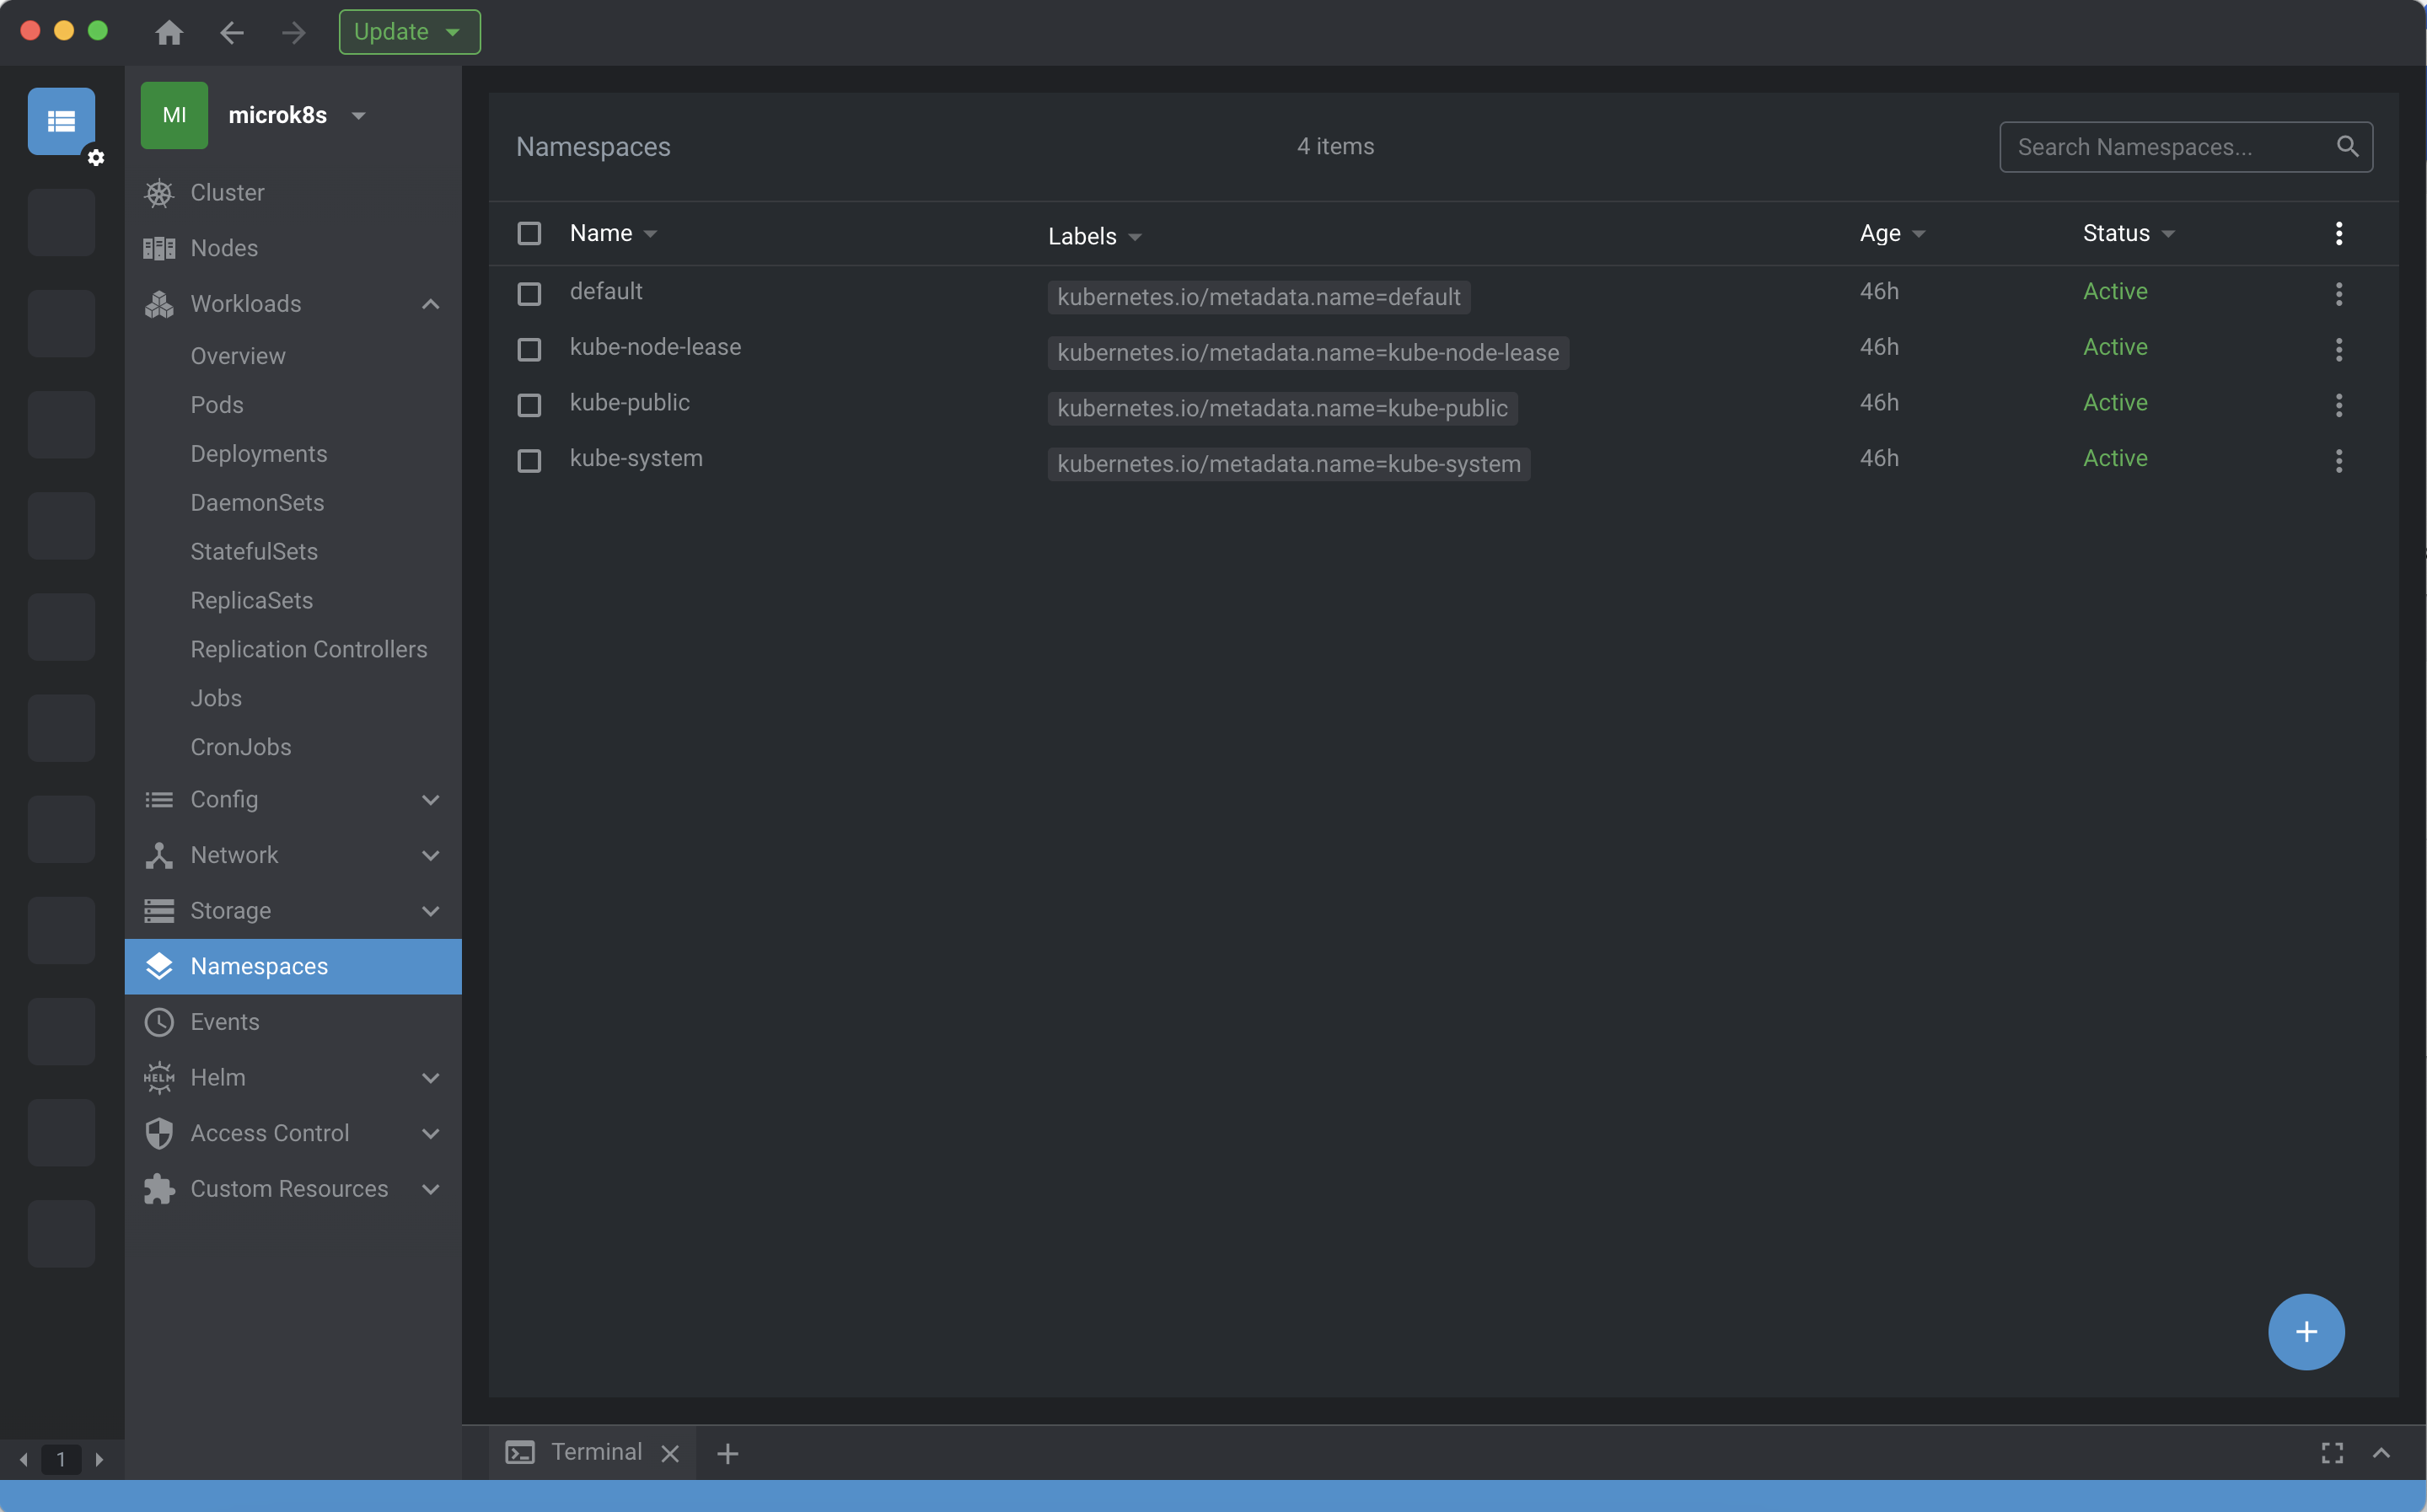 Update
MI microk8s
Cluster
Nodes
Workloads
Overview
Pods
Deployments
DaemonSets
StatefulSets
ReplicaSets
Replication Controllers
Jobs
CronJobs
Config
Network
Storage
Namespaces
Events
HELM Helm
Access Control
Custom Resources
1
Namespaces 4 items Search Namespaces...
Name Labels Age Status
default kubernetes.io/metadata.name=default 46h Active
kube-node-lease kubernetes.io/metadata.name=kube-node-lease 46h Active
kube-public kubernetes.io/metadata.name=kube-public 46h Active
kube-system kubernetes.io/metadata.name=kube-system 46h Active
Terminal